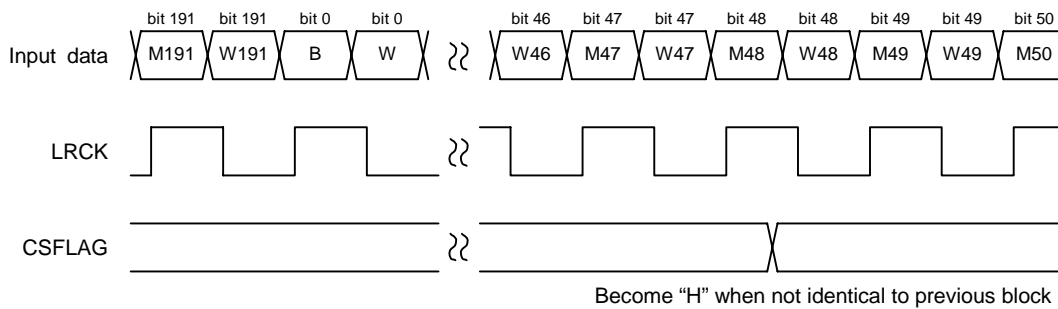 bit 191 bit 191 bit 0 bit 0 bit 46 bit 47 bit 47 bit 48 bit 48 bit 49 bit 49 bit 50
Input data M191 W191 B W W46 M47 W47 M48 W48 M49 W49 M50
LRCK
CSFLAG
Become “H” when not identical to previous block